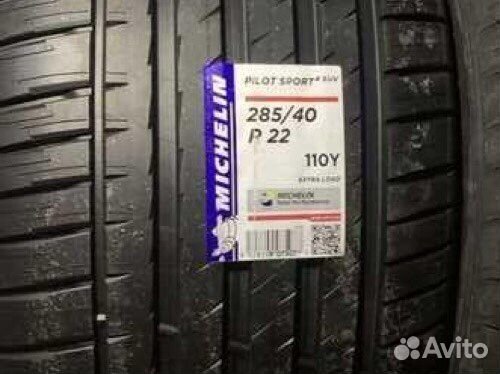 MICHELIN
PILOT SPORT 4 SUV
285/40
R 22
110Y
EXTRA LOAD
MICHELIN
Avito